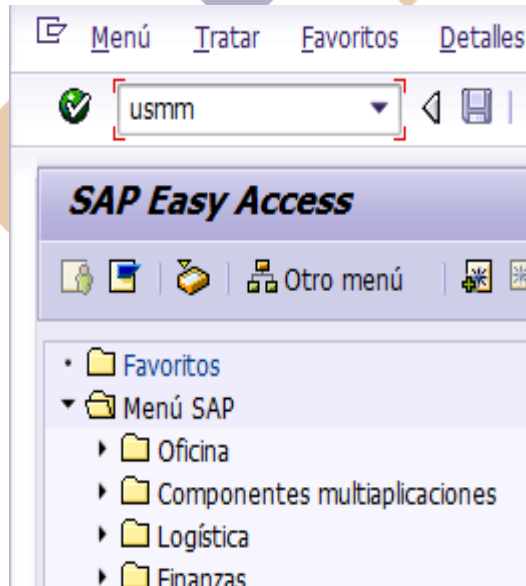 Menú Tratar Favoritos Detalles
usmm
SAP Easy Access
Otro menú
Favoritos
Menú SAP
Oficina
Componentes multiaplicaciones
Logística
Finanzas